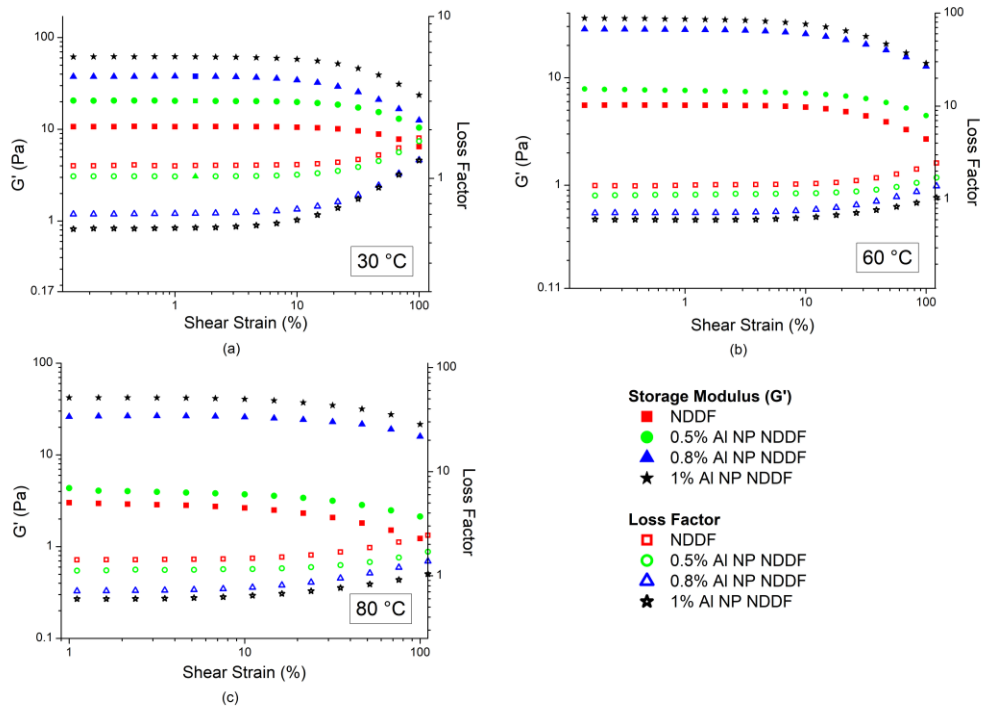 100
10
1
0.17
G' (Pa)
10
1
Loss Factor
30 °C
1
10
100
Shear Strain (%)
(a)
10
1
0.11
G' (Pa)
100
10
1
Loss Factor
60 °C
1
10
100
Shear Strain (%)
(b)
100
10
1
0.1
G' (Pa)
100
10
1
Loss Factor
80 °C
1
10
100
Shear Strain (%)
(c)
Storage Modulus (G')
NDDF
0.5% Al NP NDDF
0.8% Al NP NDDF
1% Al NP NDDF
Loss Factor
NDDF
0.5% Al NP NDDF
0.8% Al NP NDDF
1% Al NP NDDF